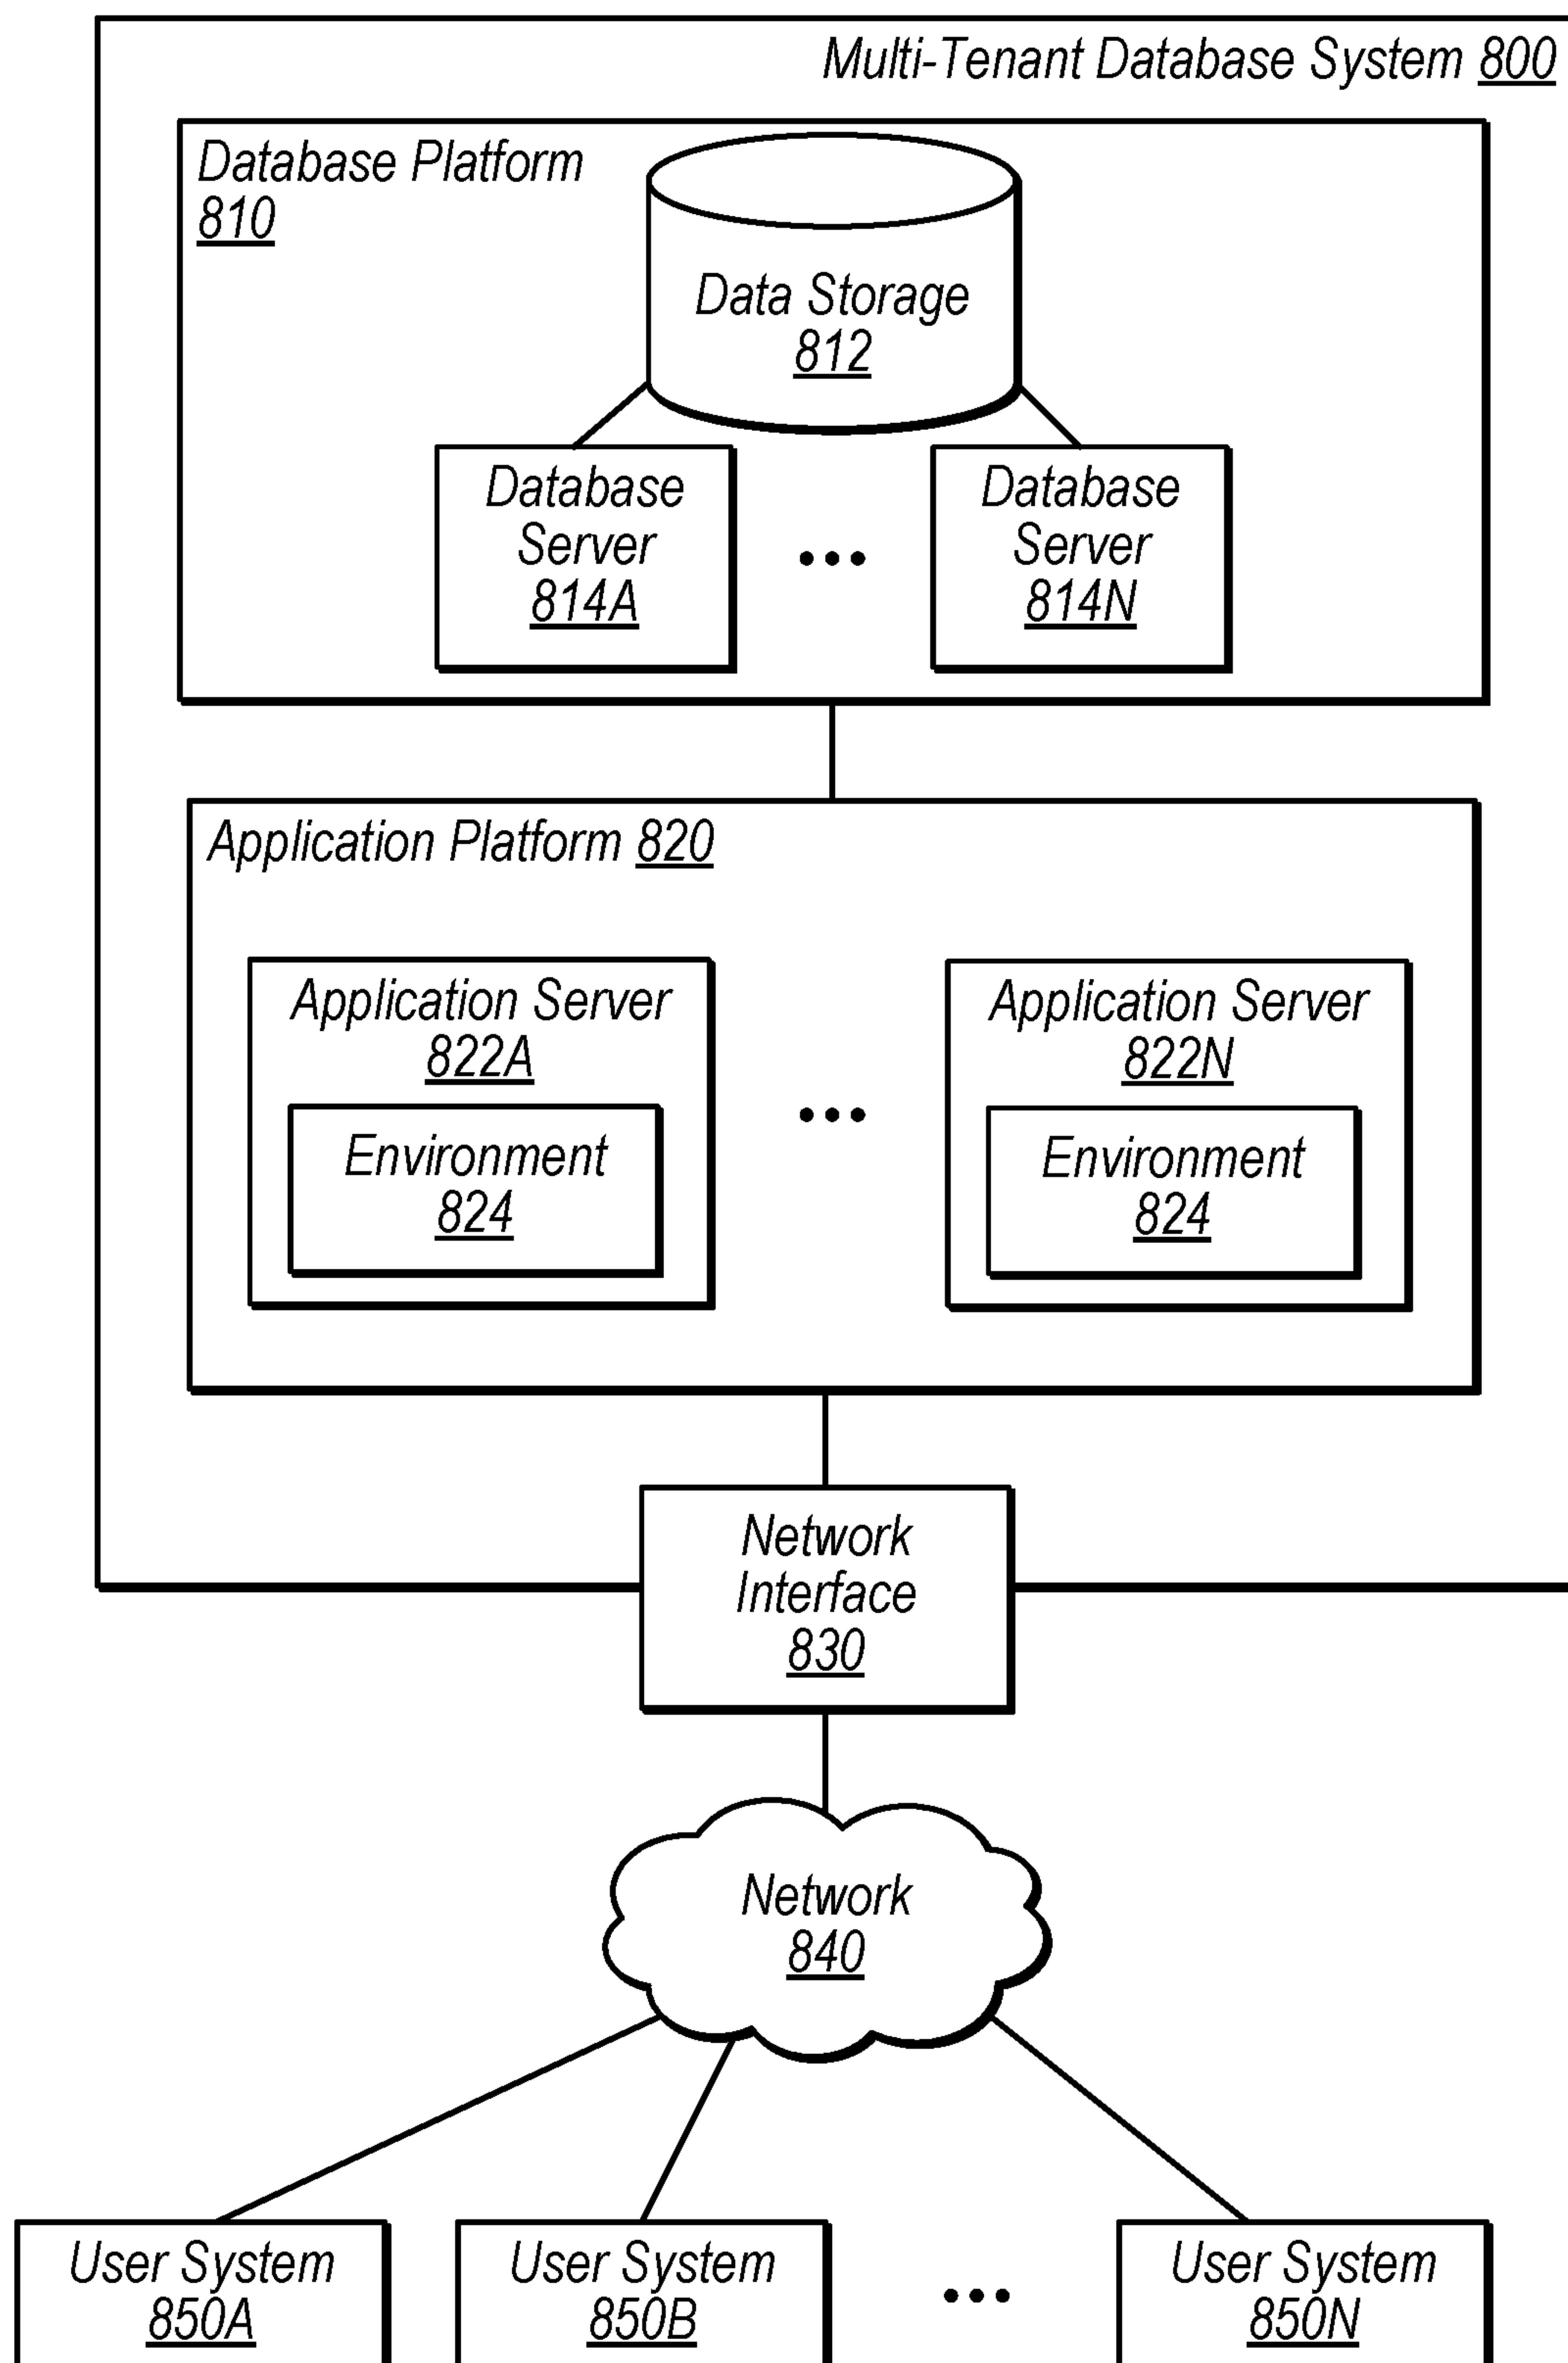 Multi-Tenant Database System 800
Database Platform
810
Data Storage
812
Database
Server
814A
...
Database
Server
814N
Application Platform 820
Application Server
822A
Environment
824
...
Application Server
822N
Environment
824
Network
Interface
830
Network
840
User System
850A
User System
850B
...
User System
850N